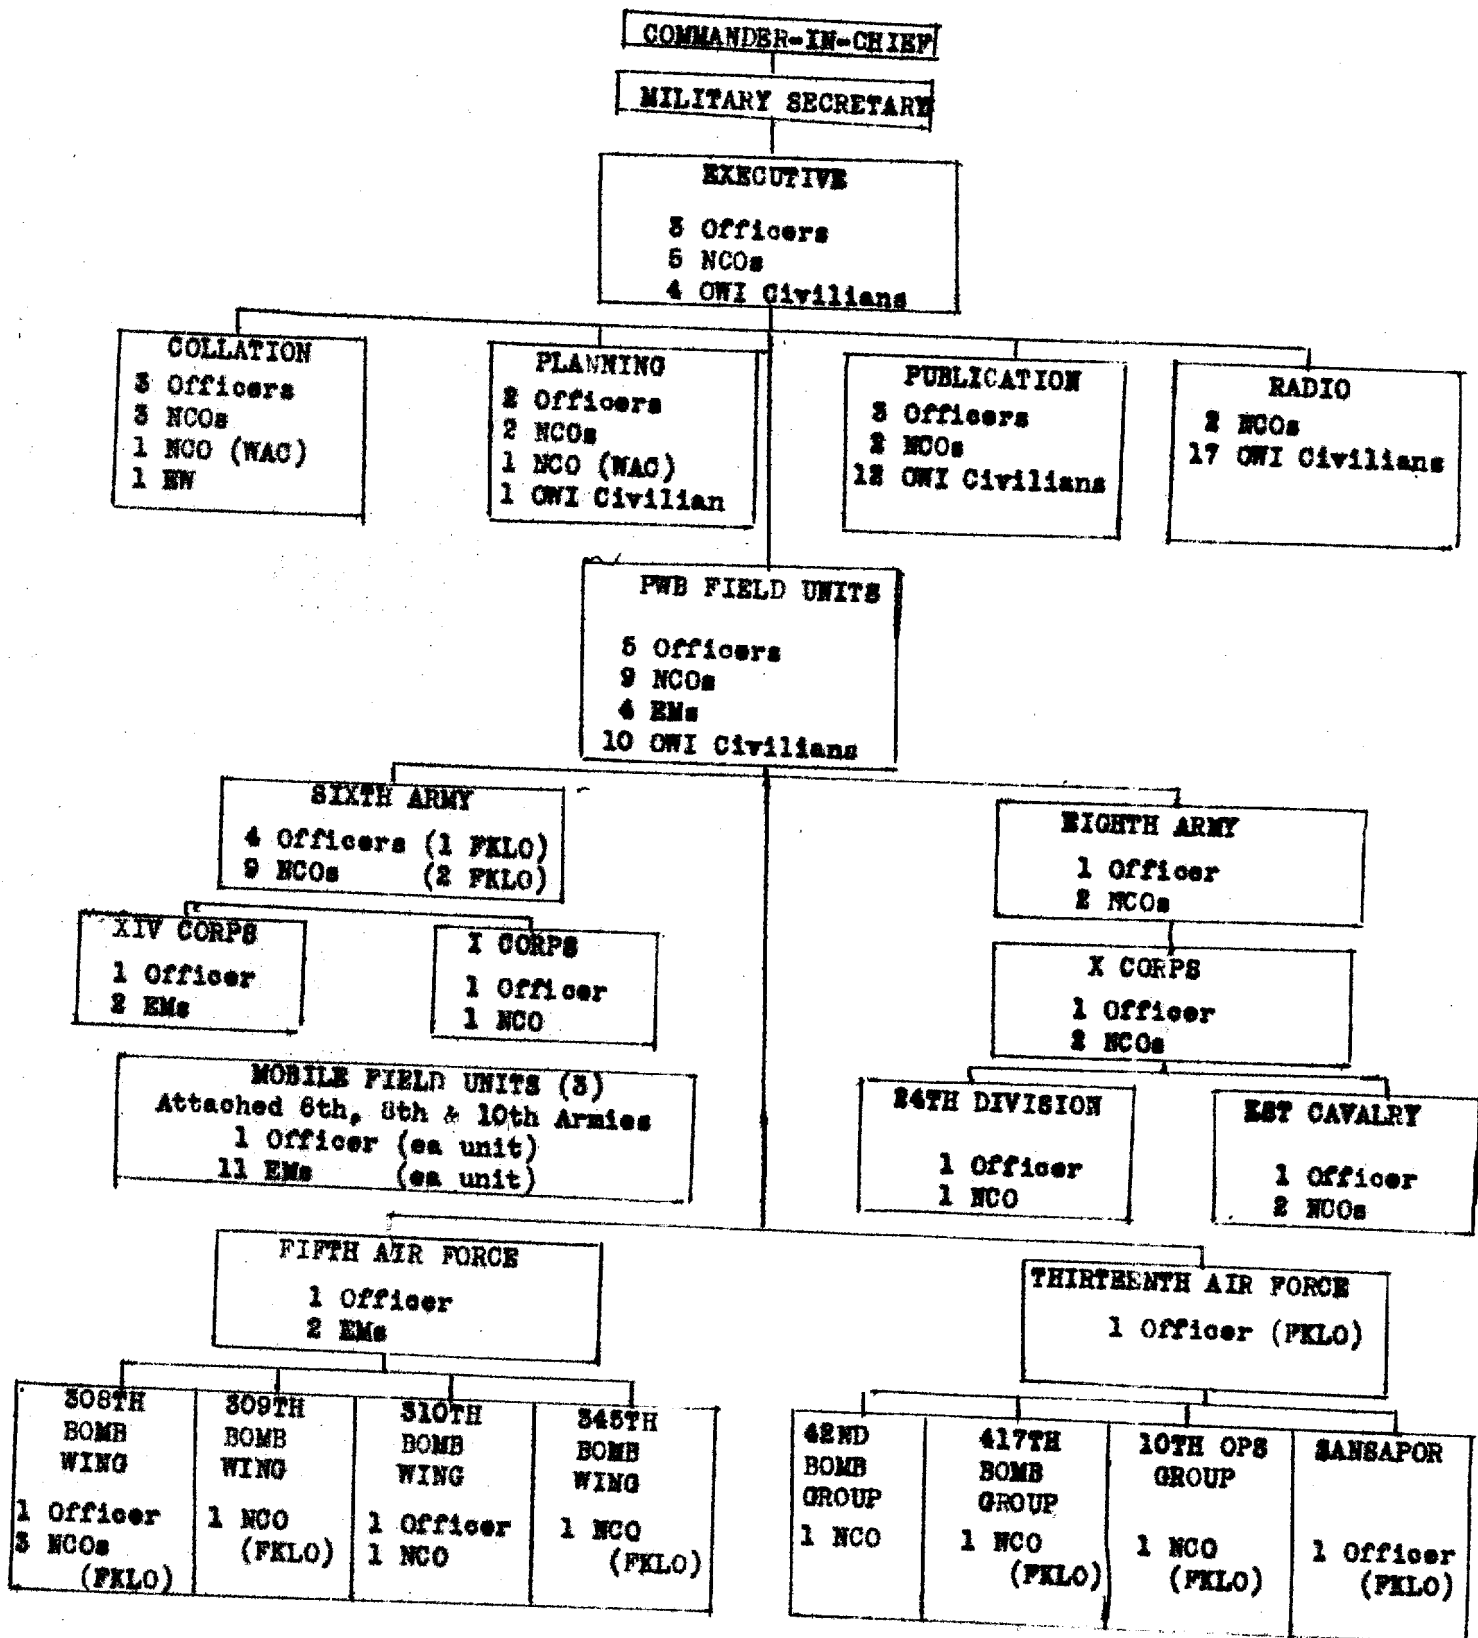 COMMANDER-IN-CHIEF
MILITARY SECRETARY
EXECUTIVE
3 Officers
5 NCOs
4 OWI Civilians
COLLATION
3 Officers
3 NCOs
1 NCO (WAC)
1 EW
PLANNING
2 Officers
2 NCOs
1 NCO (WAC)
1 OWI Civilian
PUBLICATION
3 Officers
2 NCOs
12 OWI Civilians
RADIO
2 NCOs
17 OWI Civilians
PWB FIELD UNITS
5 Officers
9 NCOs
4 EMs
10 OWI Civilians
SIXTH ARMY
4 Officers (1 FKLO)
9 NCOs (2 FKLO)
EIGHTH ARMY
1 Officer
2 NCOs
XIV CORPS
1 Officer
2 EMs
I CORPS
1 Officer
1 NCO
X CORPS
1 Officer
2 NCOs
MOBILE FIELD UNITS (3)
Attached 6th, 8th & 10th Armies
1 Officer (ea unit)
11 EMs (ea unit)
24TH DIVISION
1 Officer
1 NCO
CAVALRY
1 Officer
2 NCOs
FIFTH AIR FORCE
1 Officer
2 EMs
THIRTEENTH AIR FORCE
1 Officer (FKLO)
308TH
BOMB
WING
1 Officer
3 NCOs
(FKLO)
309TH
BOMB
WING
1 NCO
(FKLO)
310TH
BOMB
WING
1 Officer
1 NCO
345TH
BOMB
WING
1 NCO
(FKLO)
42ND
BOMB
GROUP
1 NCO
417TH
BOMB
GROUP
1 NCO
(FKLO)
10TH OPS
GROUP
1 NCO
(FKLO)
SANSAPOR
1 Officer
(FKLO)